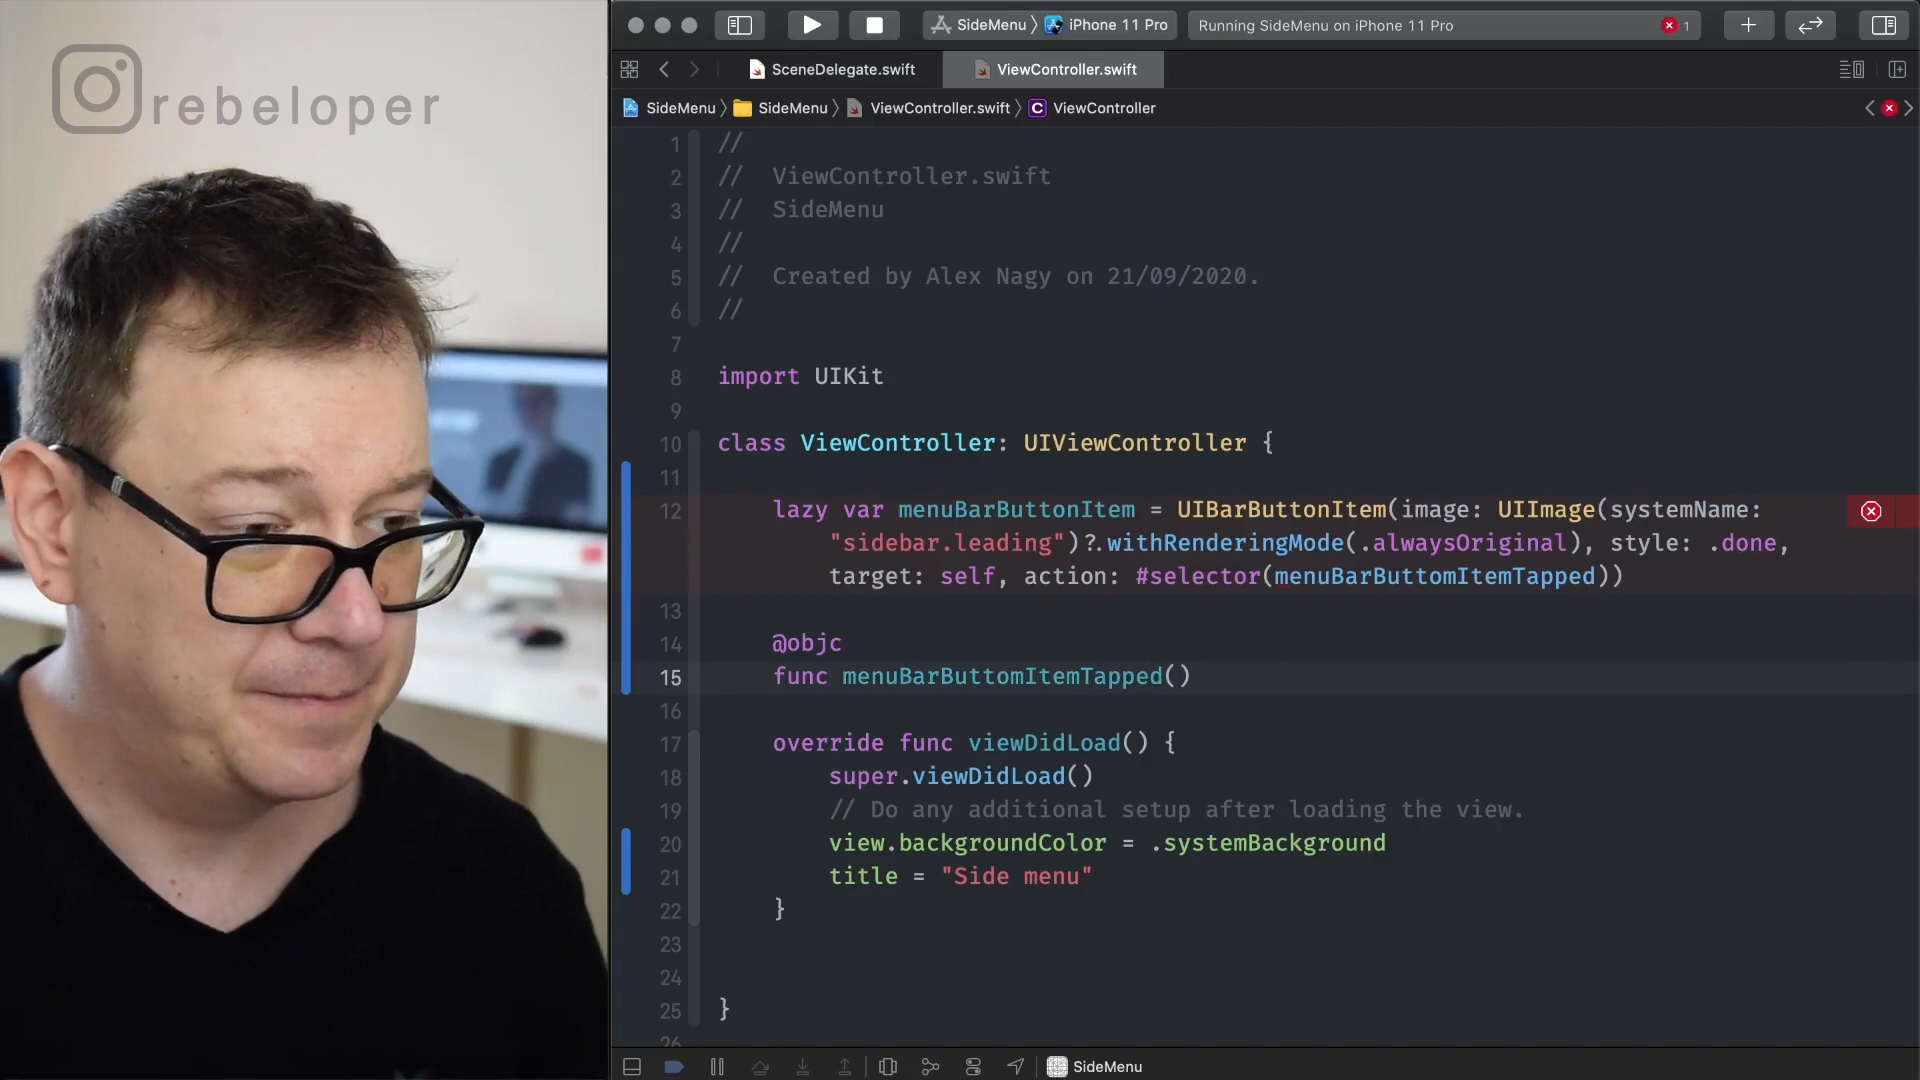 rebeloper
SideMenu 〉 iPhone 11 Pro
Running SideMenu on iPhone 11 Pro
1
SceneDelegate.swift
ViewController.swift
SideMenu 〉 SideMenu 〉 ViewController.swift 〉 C ViewController
1 //
2 //  ViewController.swift
3 //  SideMenu
4 //
5 //  Created by Alex Nagy on 21/09/2020.
6 //
7
8 import UIKit
9
10 class ViewController: UIViewController {
11
12 lazy var menuBarButtonItem = UIBarButtonItem(image: UIImage(systemName:
"sidebar.leading")?.withRenderingMode(.alwaysOriginal), style: .done,
target: self, action: #selector(menuBarButtomItemTapped))
13
14 @objc
15 func menuBarButtomItemTapped()
16
17 override func viewDidLoad() {
18 super.viewDidLoad()
19 // Do any additional setup after loading the view.
20 view.backgroundColor = .systemBackground
21 title = "Side menu"
22 }
23
24
25 }
26
SideMenu